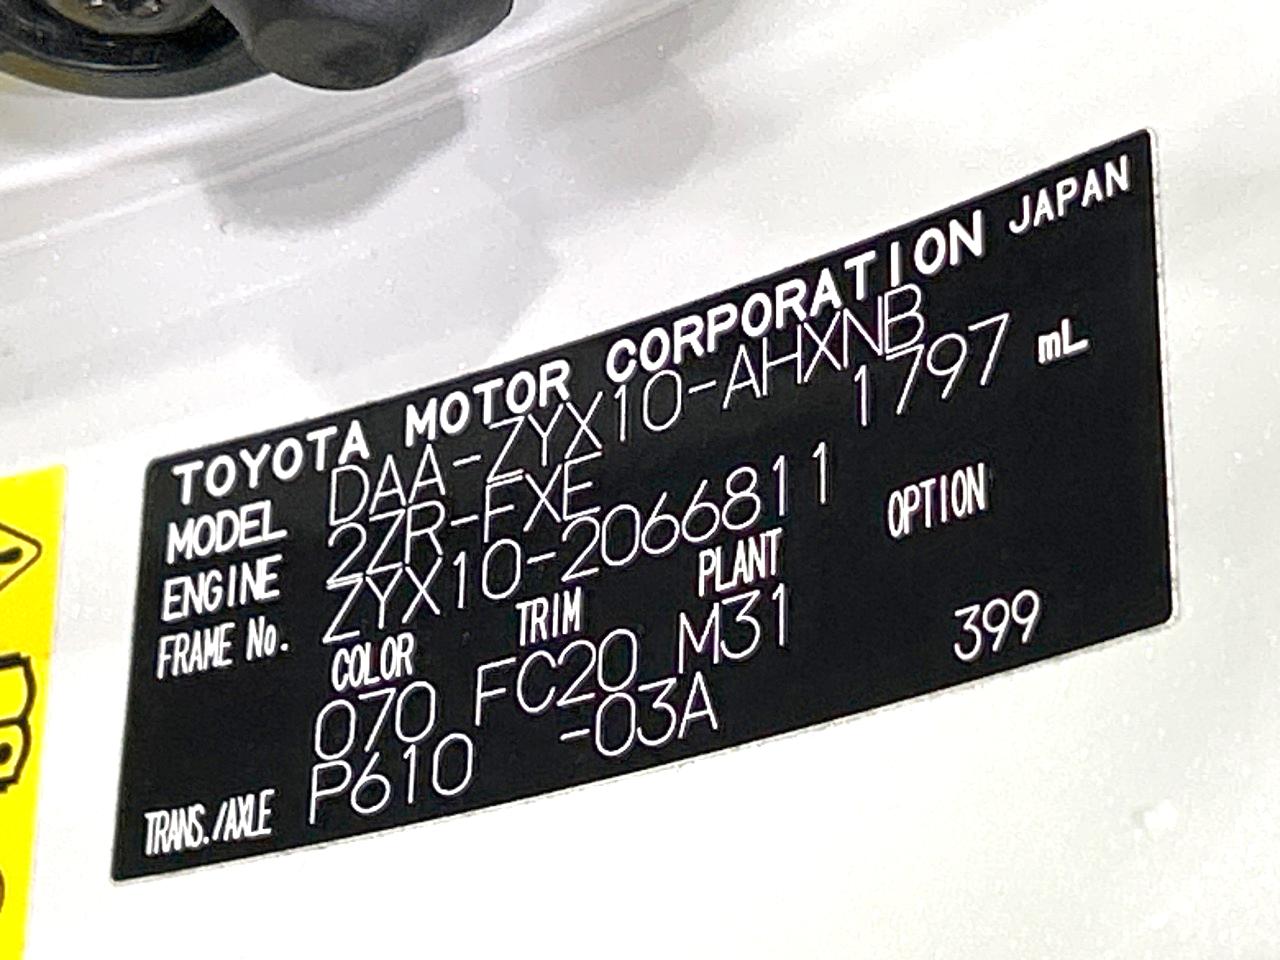 TOYOTA MOTOR CORPORATION JAPAN
MODEL DAA-ZYX10-AHXNB
ENGINE 2ZR-FXE 1797 mL
FRAME No. ZYX10-2066811
COLOR TRIM PLANT OPTION
070 FC20 M31 399
TRANS./AXLE P610 -03A